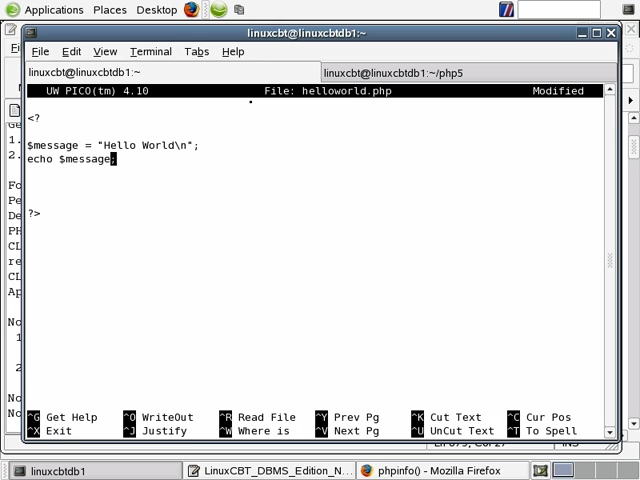 Applications Places Desktop
linuxcbt@linuxcbtdb1:~
File Edit View Terminal Tabs Help
linuxcbt@linuxcbtdb1:~ linuxcbt@linuxcbtdb1:~/php5
UW PICO(tm) 4.10 File: helloworld.php Modified
<?
$message = "Hello World\n";
echo $message;
?>
^G Get Help ^O WriteOut ^R Read File ^Y Prev Pg ^K Cut Text ^C Cur Pos
^X Exit ^J Justify ^W Where is ^V Next Pg ^U UnCut Text ^T To Spell
linuxcbtdb1 LinuxCBT_DBMS_Edition_N... phpinfo() - Mozilla Firefox